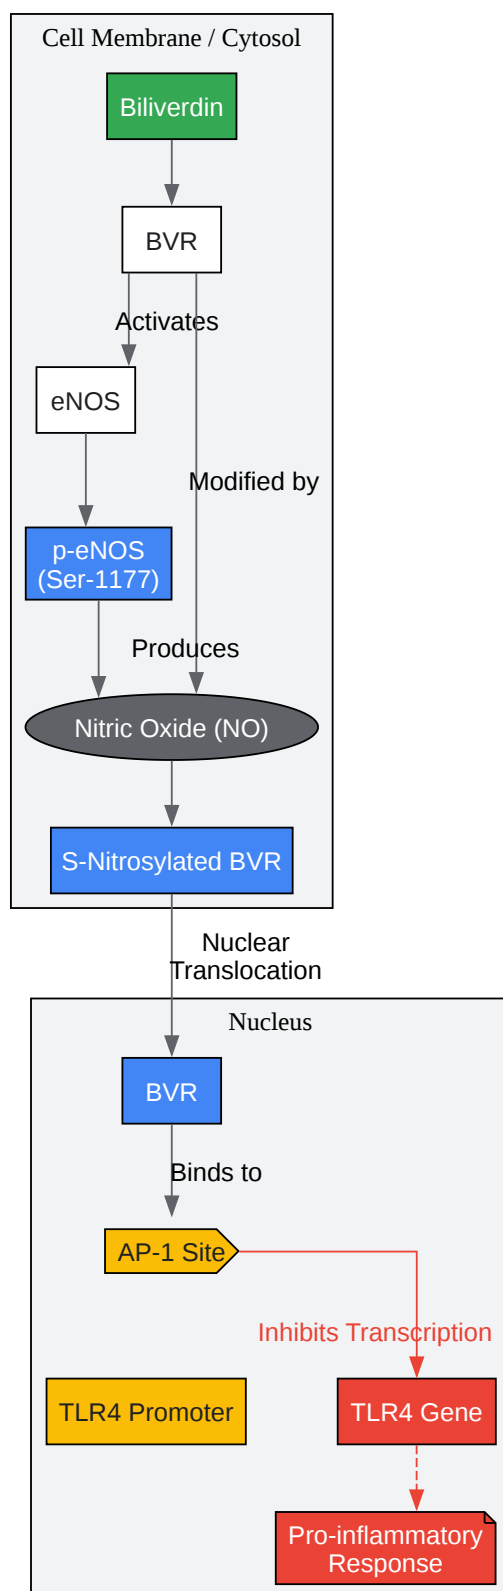 Cell Membrane / Cytosol
Biliverdin
BVR
Activates
eNOS
Modified by
p-eNOS
(Ser-1177)
Produces
Nitric Oxide (NO)
S-Nitrosylated BVR
Nuclear
Translocation
Nucleus
BVR
Binds to
AP-1 Site
Inhibits Transcription
TLR4 Promoter
TLR4 Gene
Pro-inflammatory
Response